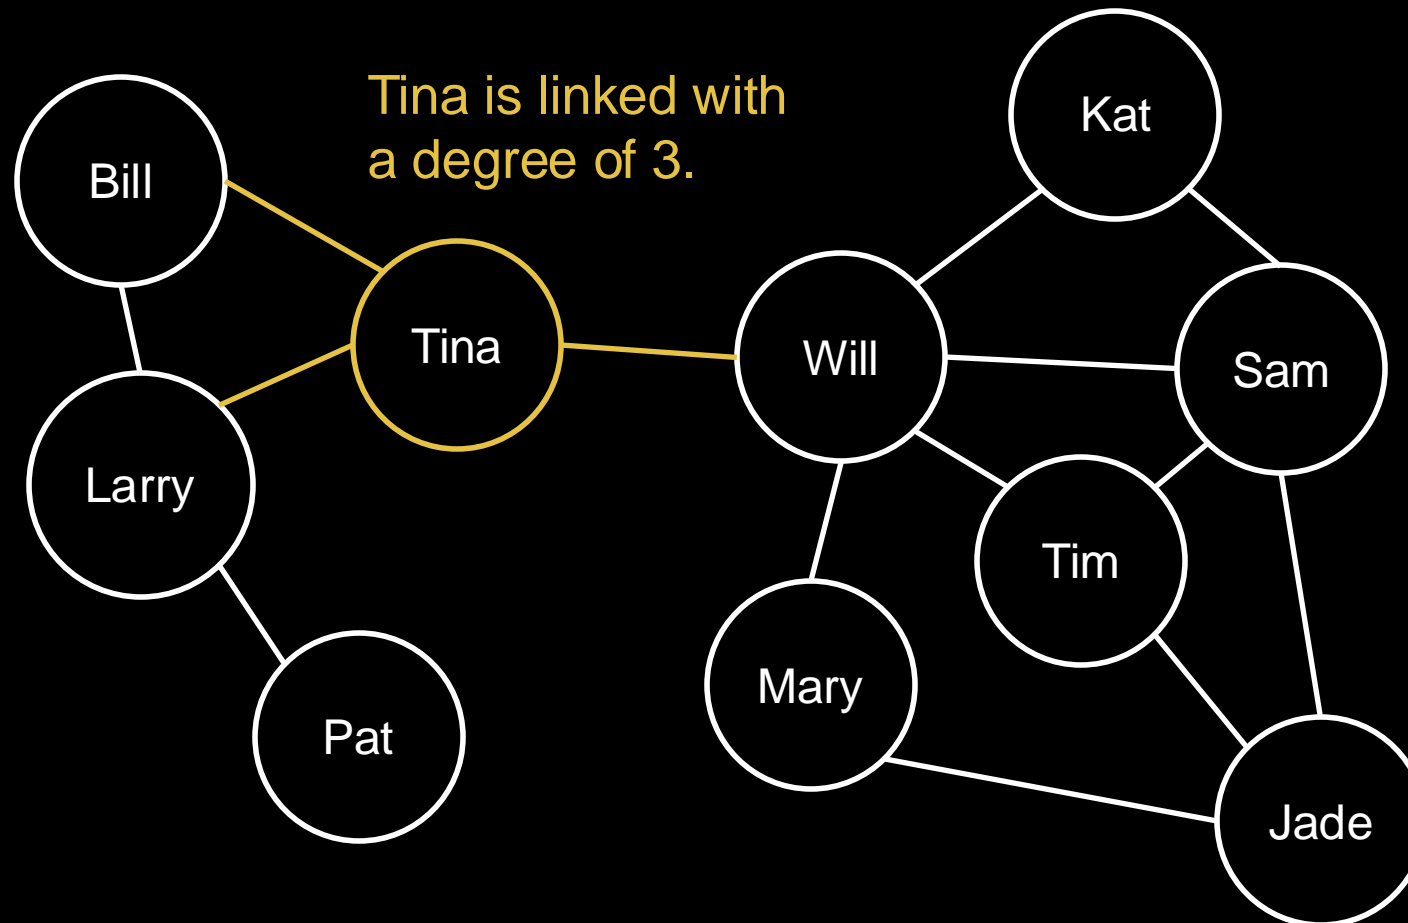 Tina is linked with
a degree of 3.
Kat
Bill
Tina
Will
Sam
Larry
Tim
Mary
Pat
Jade